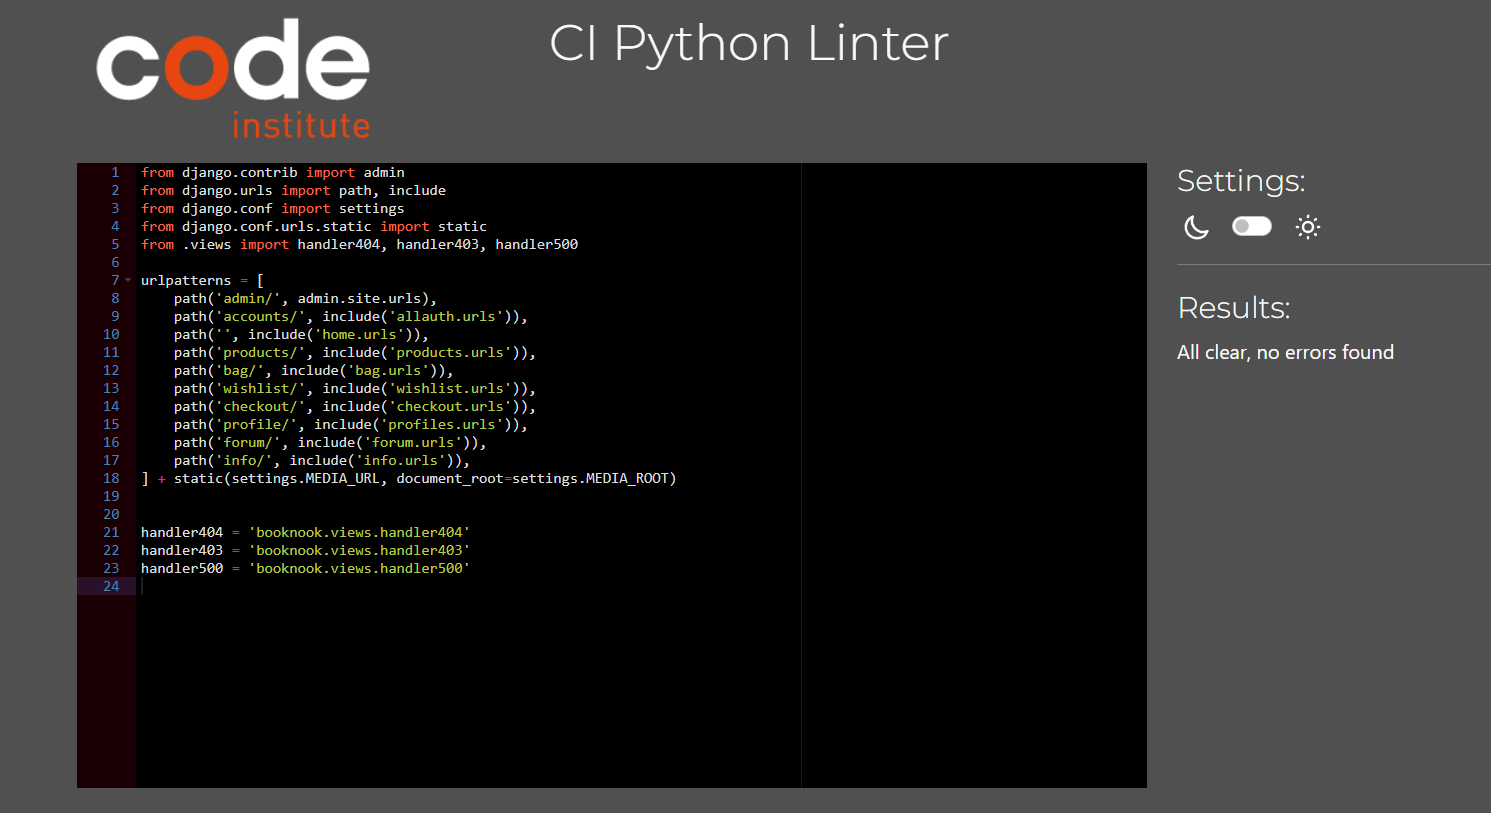 code
institute
CI Python Linter
1 from django.contrib import admin
2 from django.urls import path, include
3 from django.conf import settings
4 from django.conf.urls.static import static
5 from .views import handler404, handler403, handler500
6
7 urlpatterns = [
8     path('admin/', admin.site.urls),
9     path('accounts/', include('allauth.urls')),
10     path('', include('home.urls')),
11     path('products/', include('products.urls')),
12     path('bag/', include('bag.urls')),
13     path('wishlist/', include('wishlist.urls')),
14     path('checkout/', include('checkout.urls')),
15     path('profile/', include('profiles.urls')),
16     path('forum/', include('forum.urls')),
17     path('info/', include('info.urls')),
18 ] + static(settings.MEDIA_URL, document_root=settings.MEDIA_ROOT)
19
20
21 handler404 = 'booknook.views.handler404'
22 handler403 = 'booknook.views.handler403'
23 handler500 = 'booknook.views.handler500'
24
Settings:
Results:
All clear, no errors found